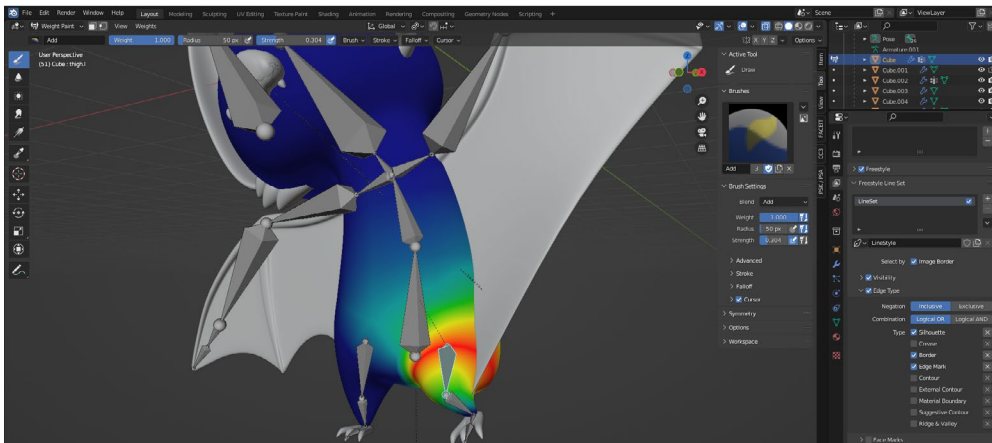 File Edit Render Window Help Layout Modeling Sculpting UV Editing Texture Paint Shading Animation Rendering Compositing Geometry Nodes Scripting + Scene ViewLayer
Weight Paint View Weights Global
Add Weight 1.000 Radius 50 px Strength 0.304 Brush Stroke Falloff Cursor X Y Z Options
User Perspective
(51) Cube : thigh.l
Active Tool
Draw
Brushes
Add
Brush Settings
Blend Add
Weight 1.000
Radius 50 px
Strength 0.304
Advanced
Stroke
Falloff
Cursor
Symmetry
Options
Workspace
Item
Tool
View
FACEIT
CC3
PSK / PSA
Pose
Armature.001
Cube
Cube.001
Cube.002
Cube.003
Cube.004
Freestyle
Freestyle Line Set
LineSet
LineStyle
Select by Image Border
Visibility
Edge Type
Negation Inclusive Exclusive
Combination Logical OR Logical AND
Type Silhouette
Crease
Border
Edge Mark
Contour
External Contour
Material Boundary
Suggestive Contour
Ridge & Valley
Face Marks